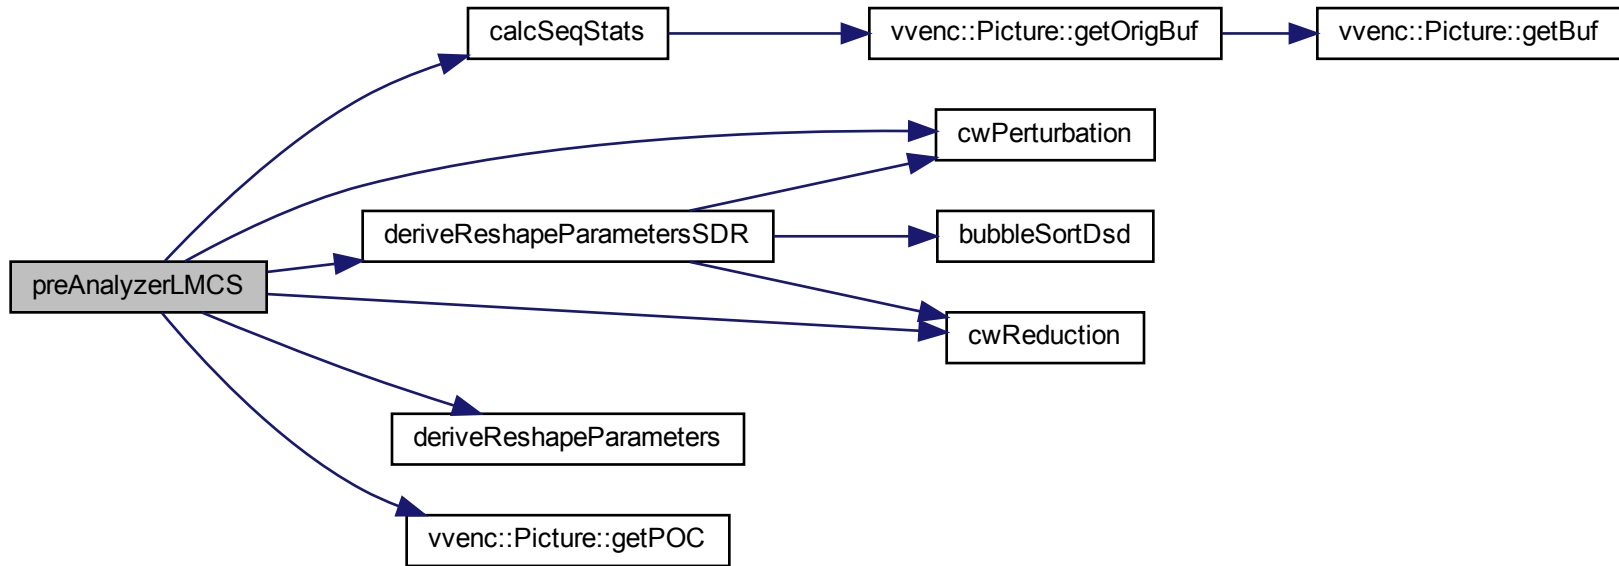 calcSeqStats
vvenc::Picture::getOrigBuf
vvenc::Picture::getBuf
cwPerturbation
deriveReshapeParametersSDR
bubbleSortDsd
preAnalyzerLMCS
cwReduction
deriveReshapeParameters
vvenc::Picture::getPOC